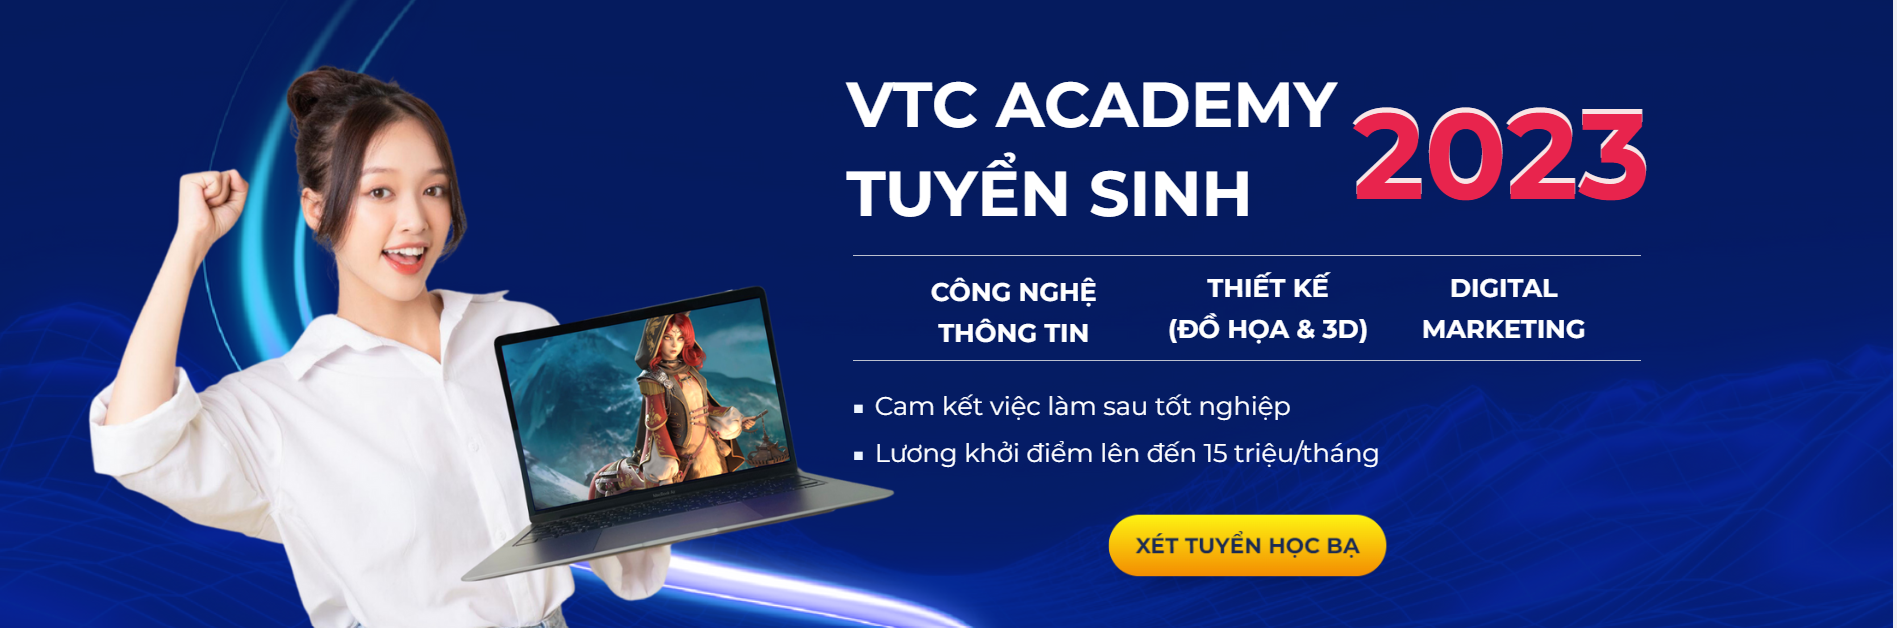 VTC ACADEMY
TUYỂN SINH
2023
CÔNG NGHỆ
THÔNG TIN
THIẾT KẾ
(ĐỒ HỌA & 3D)
DIGITAL
MARKETING
▪ Cam kết việc làm sau tốt nghiệp
▪ Lương khởi điểm lên đến 15 triệu/tháng
XÉT TUYỂN HỌC BẠ